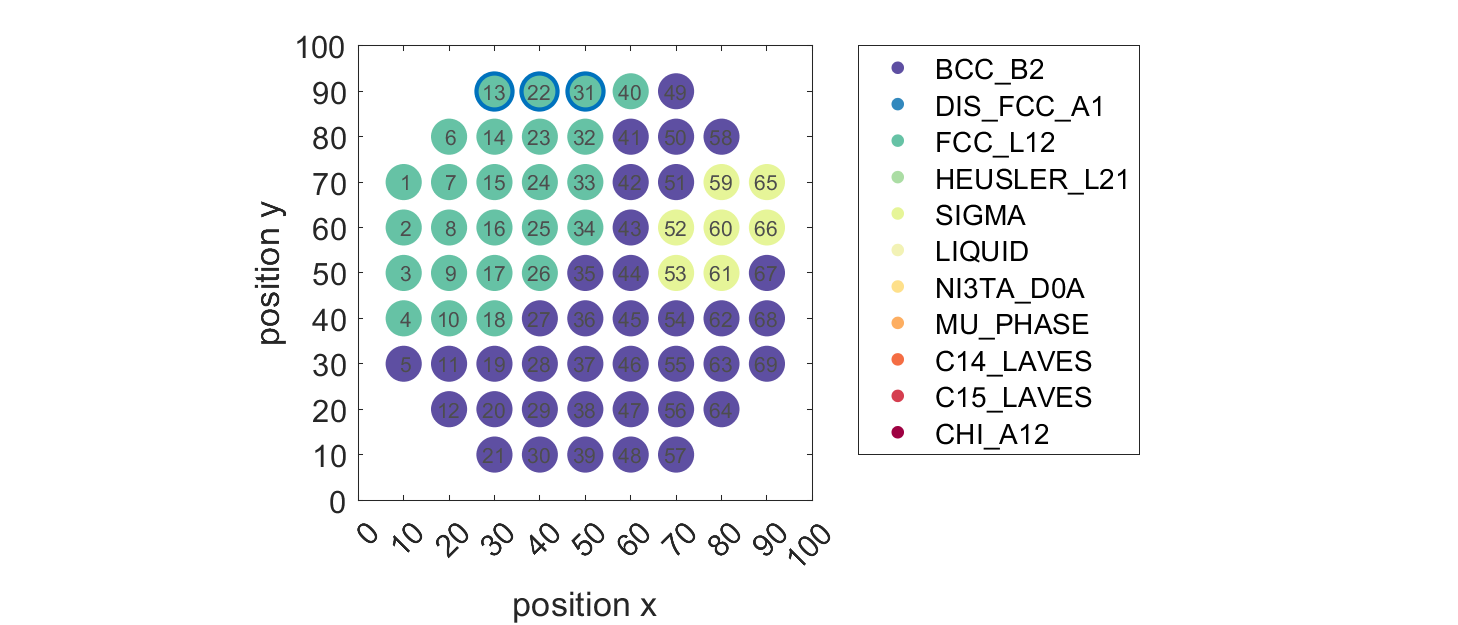 100
90
80
70
60
50
40
30
20
10
0
position y
13 22 31 40 49
6 14 23 32 41 50 58
1 7 15 24 33 42 51 59 65
2 8 16 25 34 43 52 60 66
3 9 17 26 35 44 53 61 67
4 10 18 27 36 45 54 62 68
5 11 19 28 37 46 55 63 69
12 20 29 38 47 56 64
21 30 39 48 57
0 10 20 30 40 50 60 70 80 90 100
position x
BCC_B2
DIS_FCC_A1
FCC_L12
HEUSLER_L21
SIGMA
LIQUID
NI3TA_D0A
MU_PHASE
C14_LAVES
C15_LAVES
CHI_A12